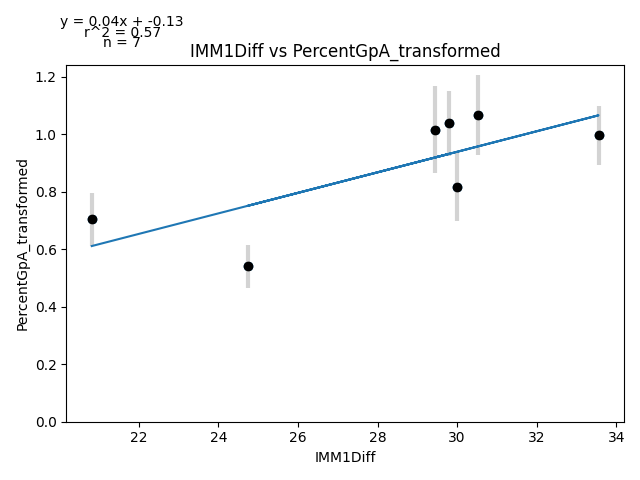 y = 0.04x + -0.13
r^2 = 0.57
n = 7
IMM1Diff vs PercentGpA_transformed
1.2
1.0
0.8
0.6
0.4
0.2
0.0
PercentGpA_transformed
22 24 26 28 30 32 34
IMM1Diff